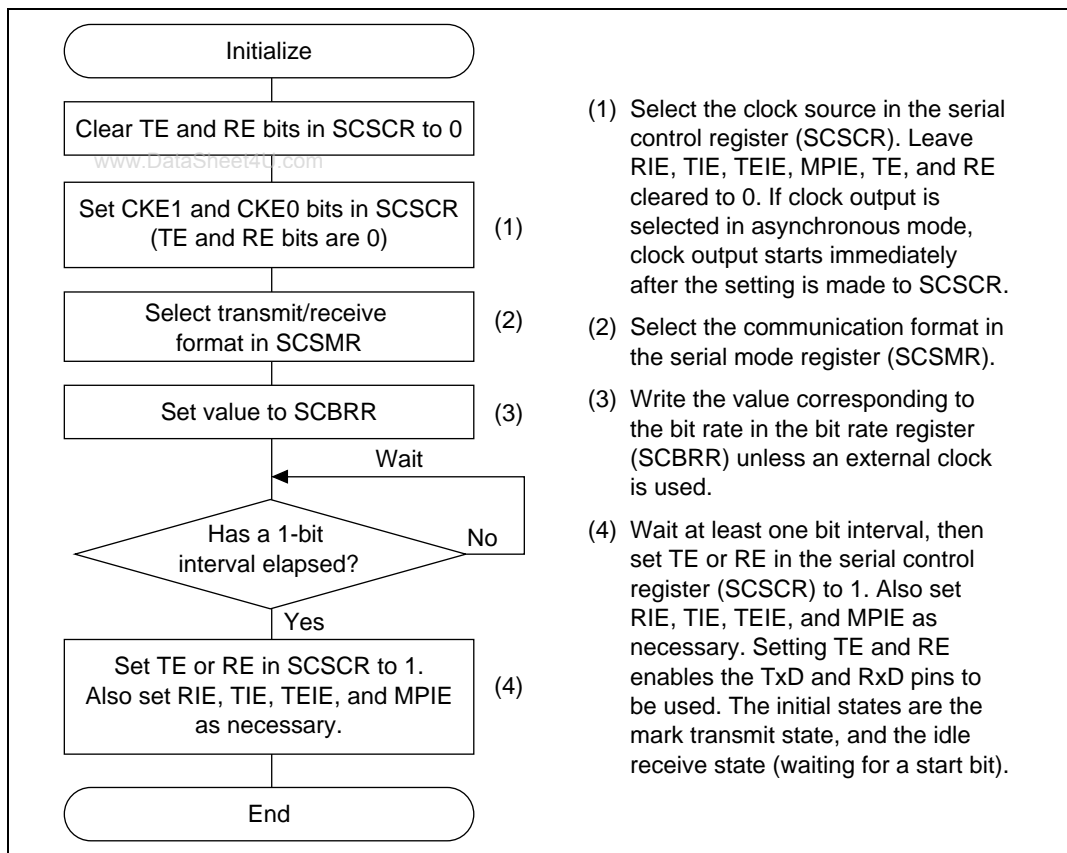 Initialize
Clear TE and RE bits in SCSCR to 0
www.DataSheet4U.com
Set CKE1 and CKE0 bits in SCSCR
(TE and RE bits are 0)
(1)
Select transmit/receive
format in SCSMR
(2)
Set value to SCBRR
(3)
Wait
Has a 1-bit
interval elapsed?
No
Yes
Set TE or RE in SCSCR to 1.
Also set RIE, TIE, TEIE, and MPIE
as necessary.
(4)
End
(1) Select the clock source in the serial
control register (SCSCR). Leave
RIE, TIE, TEIE, MPIE, TE, and RE
cleared to 0. If clock output is
selected in asynchronous mode,
clock output starts immediately
after the setting is made to SCSCR.
(2) Select the communication format in
the serial mode register (SCSMR).
(3) Write the value corresponding to
the bit rate in the bit rate register
(SCBRR) unless an external clock
is used.
(4) Wait at least one bit interval, then
set TE or RE in the serial control
register (SCSCR) to 1. Also set
RIE, TIE, TEIE, and MPIE as
necessary. Setting TE and RE
enables the TxD and RxD pins to
be used. The initial states are the
mark transmit state, and the idle
receive state (waiting for a start bit).